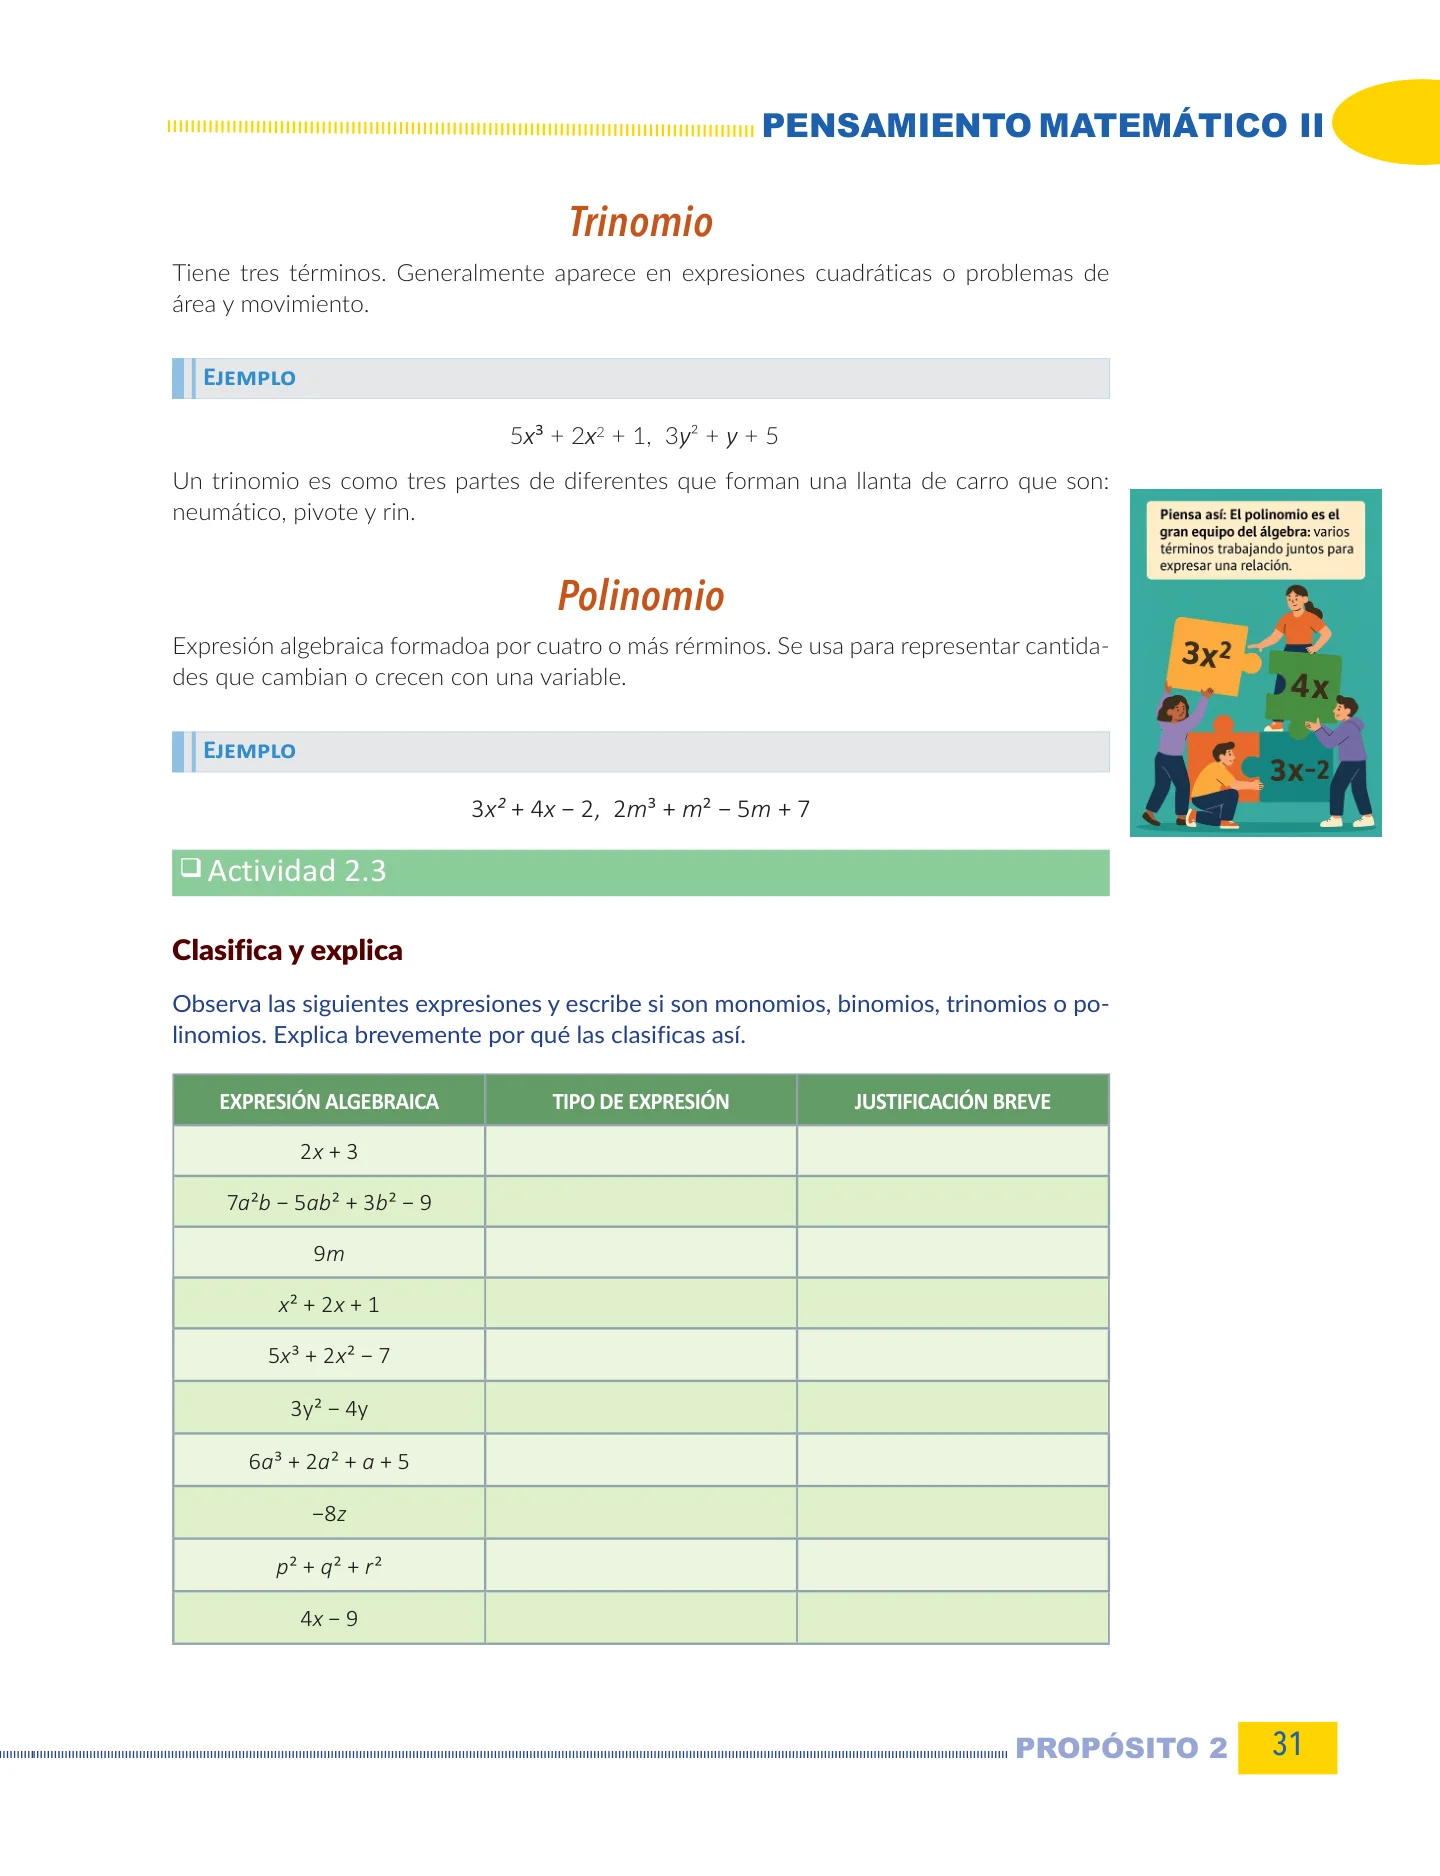 PENSAMIENTO MATEMÁTICO II
Trinomio
Tiene tres términos. Generalmente aparece en expresiones cuadráticas o problemas de
área y movimiento.
EJEMPLO
5x³ + 2x² + 1, 3y² + y + 5
Un trinomio es como tres partes de diferentes que forman una llanta de carro que son:
neumático, pivote y rin.
Piensa así: El polinomio es el
gran equipo del álgebra: varios
términos trabajando juntos para
expresar una relación.
3x²
4x
3x-2
Polinomio
Expresión algebraica formadoa por cuatro o más rérminos. Se usa para representar cantida-
des que cambian o crecen con una variable.
EJEMPLO
3x² + 4x − 2, 2m³ + m² − 5m + 7
❑ Actividad 2.3
Clasifica y explica
Observa las siguientes expresiones y escribe si son monomios, binomios, trinomios o po-
linomios. Explica brevemente por qué las clasificas así.
EXPRESIÓN ALGEBRAICA TIPO DE EXPRESIÓN JUSTIFICACIÓN BREVE
2x + 3
7a²b − 5ab² + 3b² − 9
9m
x² + 2x + 1
5x³ + 2x² − 7
3y² − 4y
6a³ + 2a² + a + 5
−8z
p² + q² + r²
4x − 9
PROPÓSITO 2 31